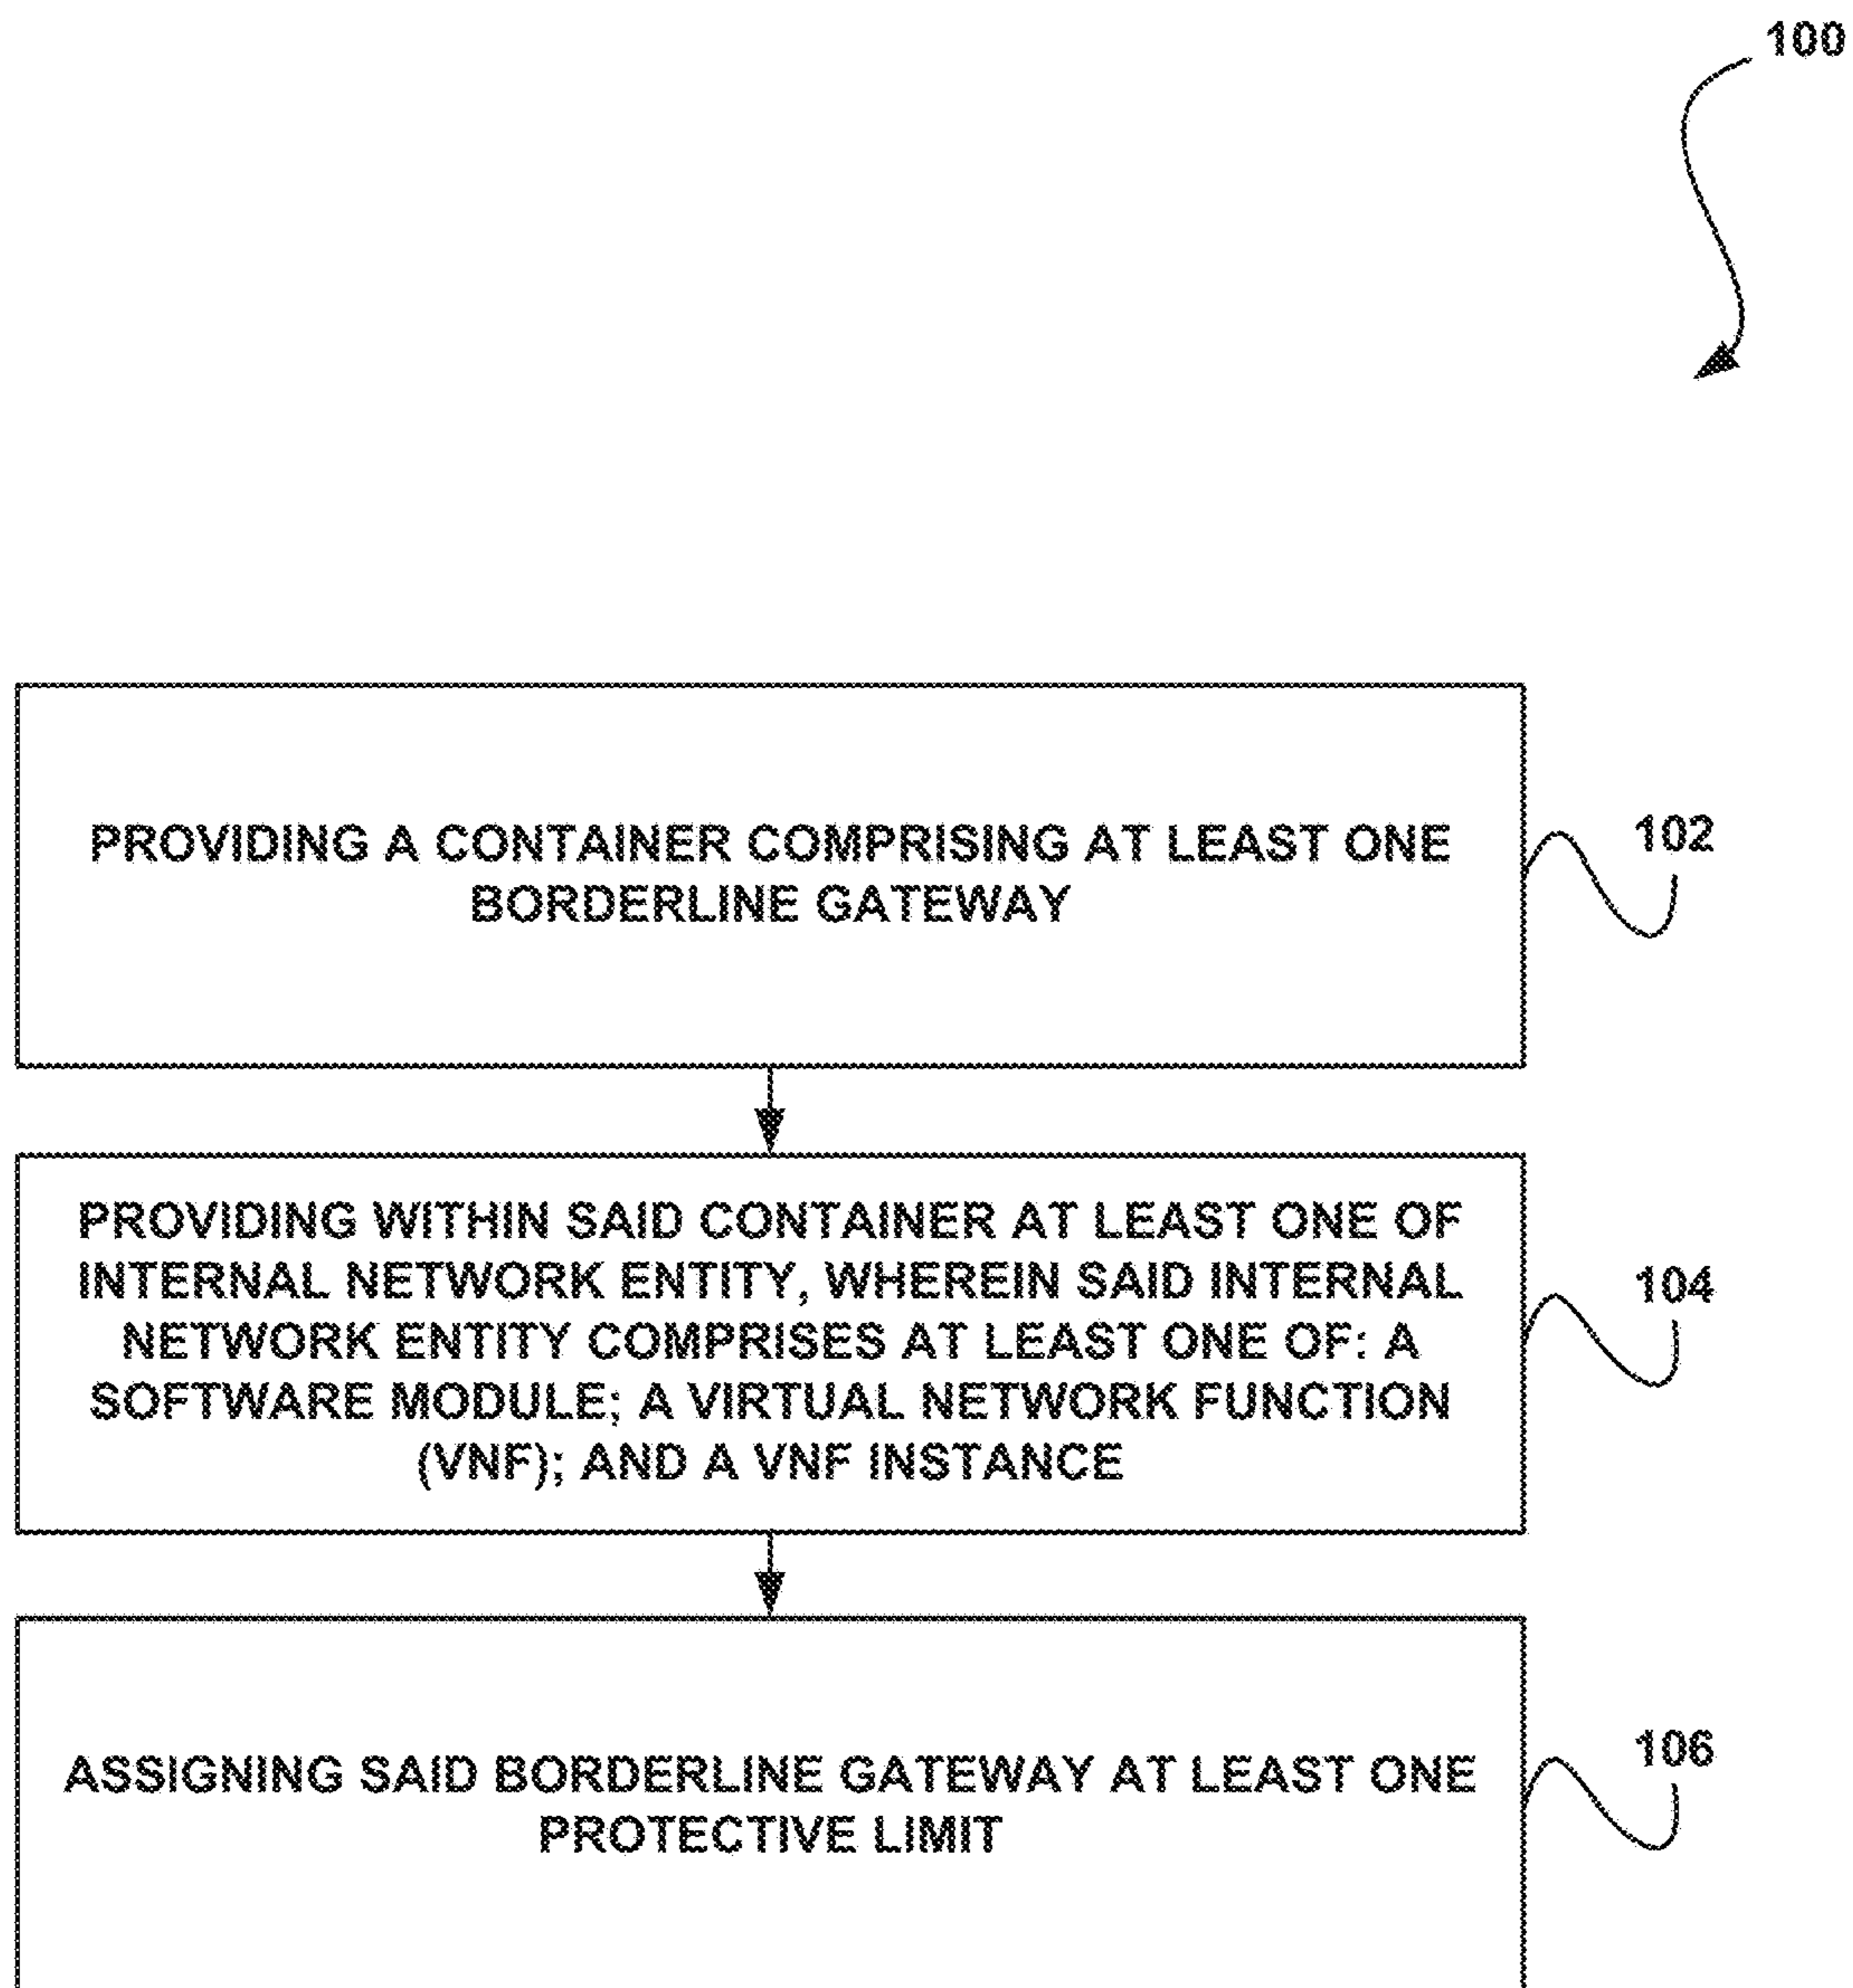 100
PROVIDING A CONTAINER COMPRISING AT LEAST ONE
BORDERLINE GATEWAY
102
PROVIDING WITHIN SAID CONTAINER AT LEAST ONE OF
INTERNAL NETWORK ENTITY, WHEREIN SAID INTERNAL
NETWORK ENTITY COMPRISES AT LEAST ONE OF: A
SOFTWARE MODULE; A VIRTUAL NETWORK FUNCTION
(VNF); AND A VNF INSTANCE
104
ASSIGNING SAID BORDERLINE GATEWAY AT LEAST ONE
PROTECTIVE LIMIT
106